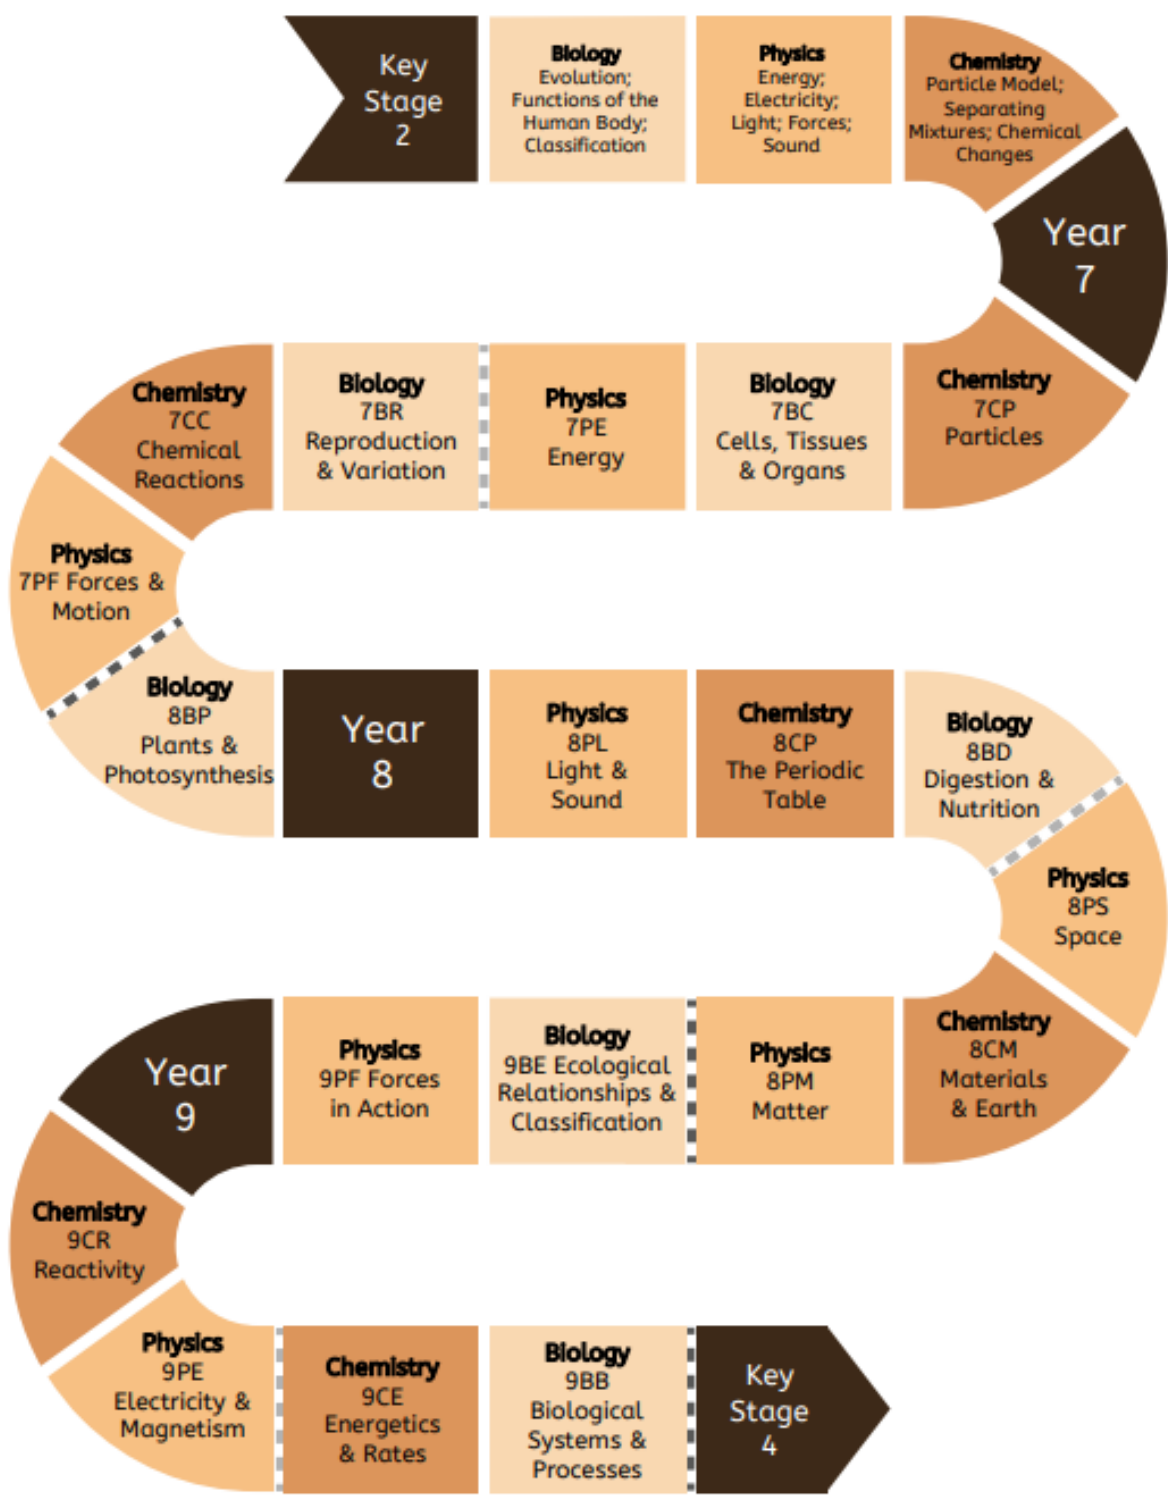 Key
Stage
2
Biology
Evolution;
Functions of the
Human Body;
Classification
Physics
Energy;
Electricity;
Light; Forces;
Sound
Chemistry
Particle Model;
Separating
Mixtures; Chemical
Changes
Year
7
Chemistry
7CP
Particles
Biology
7BC
Cells, Tissues
& Organs
Physics
7PE
Energy
Biology
7BR
Reproduction
& Variation
Chemistry
7CC
Chemical
Reactions
Physics
7PF Forces &
Motion
Biology
8BP
Plants &
Photosynthesis
Year
8
Physics
8PL
Light &
Sound
Chemistry
8CP
The Periodic
Table
Biology
8BD
Digestion &
Nutrition
Physics
8PS
Space
Chemistry
8CM
Materials
& Earth
Physics
8PM
Matter
Biology
9BE Ecological
Relationships &
Classification
Physics
9PF Forces
in Action
Year
9
Chemistry
9CR
Reactivity
Physics
9PE
Electricity &
Magnetism
Chemistry
9CE
Energetics
& Rates
Biology
9BB
Biological
Systems &
Processes
Key
Stage
4